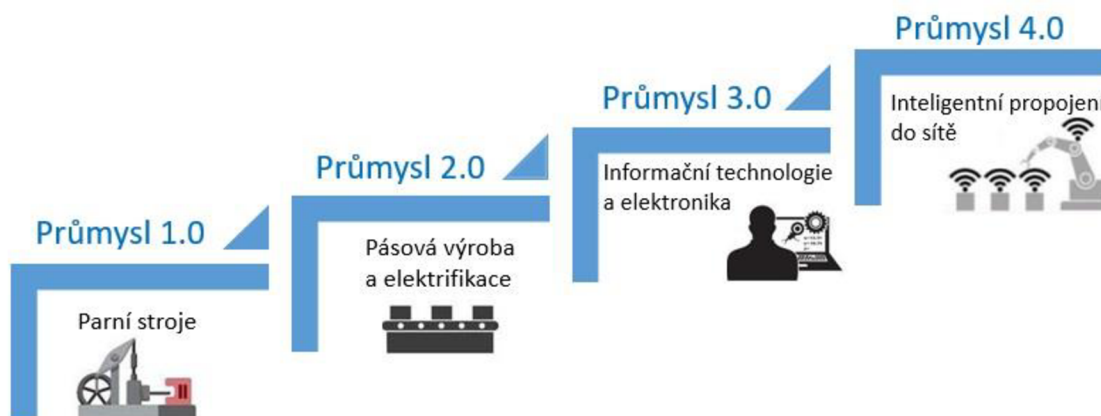 Průmysl 1.0
Parní stroje
Průmysl 2.0
Pásová výroba
a elektrifikace
Průmysl 3.0
Informační technologie
a elektronika
Průmysl 4.0
Inteligentní propojení
do sítě